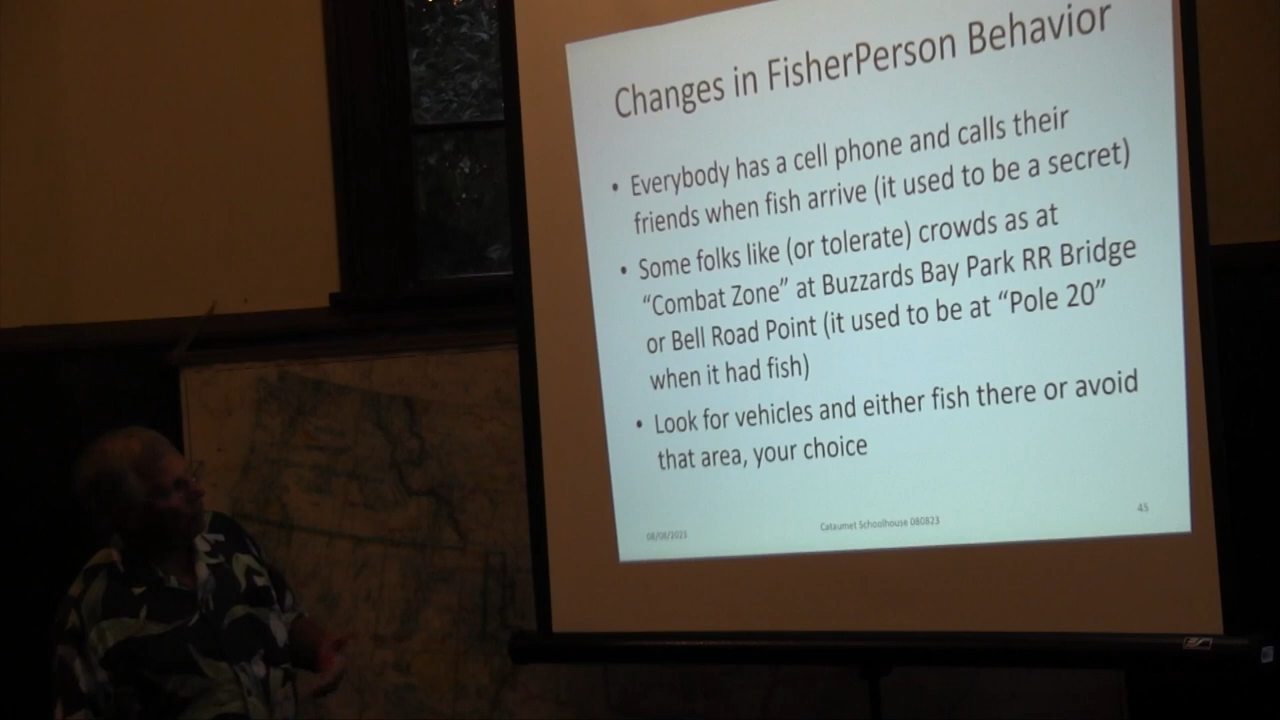 Changes in FisherPerson Behavior
• Everybody has a cell phone and calls their
friends when fish arrive (it used to be a secret)
• Some folks like (or tolerate) crowds as at
“Combat Zone” at Buzzards Bay Park RR Bridge
or Bell Road Point (it used to be at “Pole 20”
when it had fish)
• Look for vehicles and either fish there or avoid
that area, your choice
Cataumet Schoolhouse 080823
45